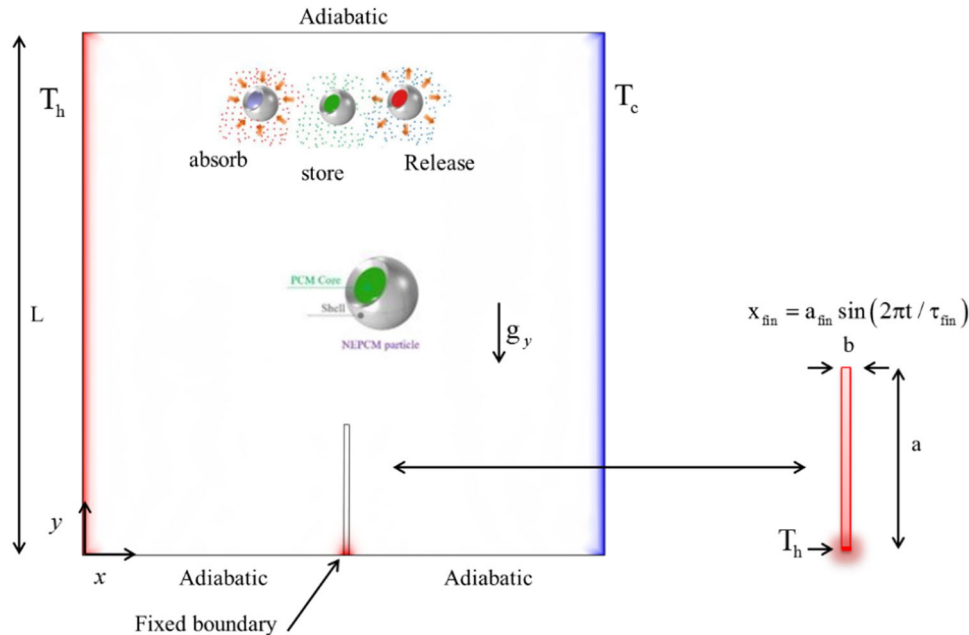 Adiabatic
T_h
T_c
absorb
store
Release
L
PCM Core
Shell
NEPCM particle
g_y
x_fin = a_fin sin(2πt / τ_fin)
b
a
T_h
y
x
Adiabatic
Adiabatic
Fixed boundary